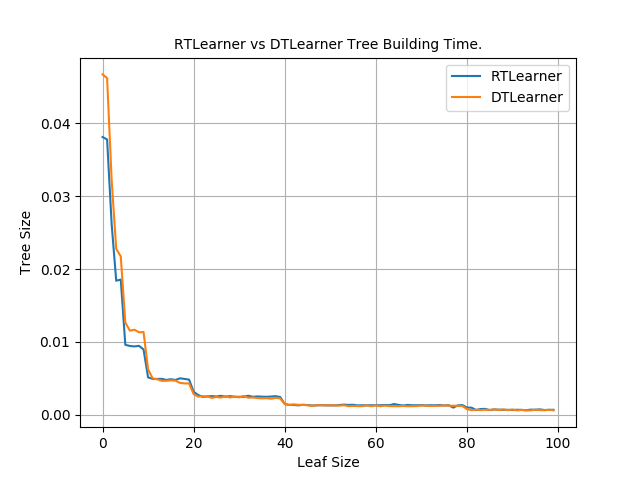 RTLearner vs DTLearner Tree Building Time.
RTLearner
DTLearner
Tree Size
0.04
0.03
0.02
0.01
0.00
0 20 40 60 80 100
Leaf Size